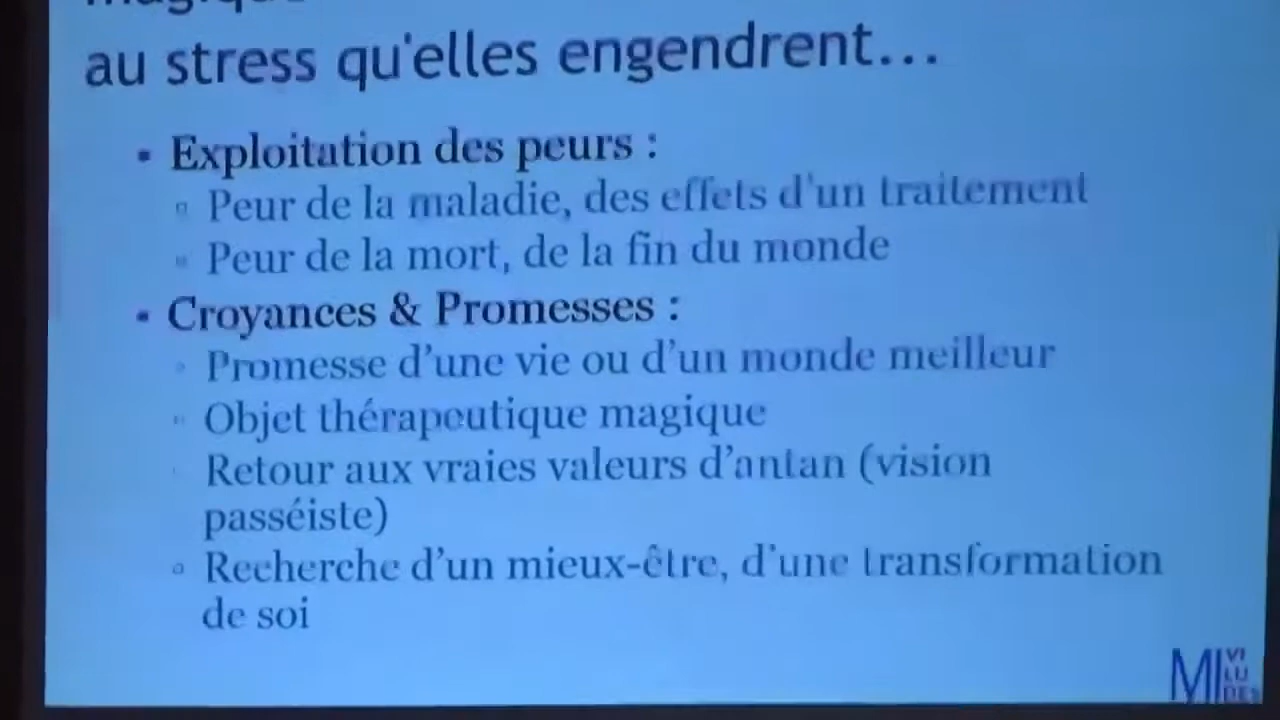 au stress qu'elles engendrent...
Exploitation des peurs :
Peur de la maladie, des effets d'un traitement
Peur de la mort, de la fin du monde
Croyances & Promesses :
Promesse d'une vie ou d'un monde meilleur
Objet thérapeutique magique
Retour aux vraies valeurs d'antan (vision
passéiste)
Recherche d'un mieux-être, d'une transformation
de soi
MIVILUDES